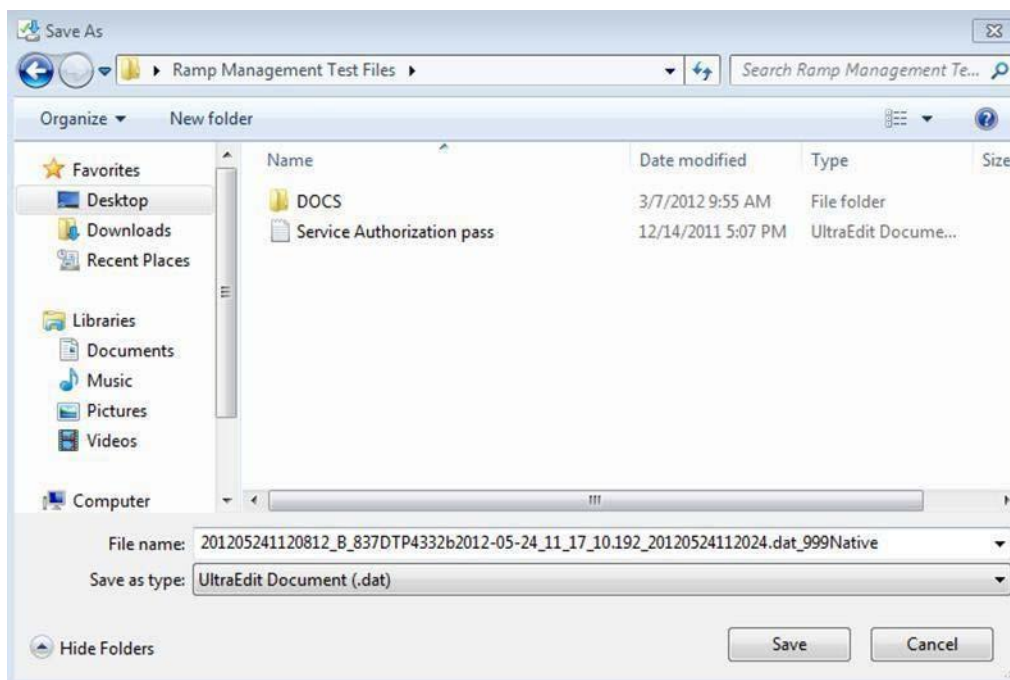 Save As
Ramp Management Test Files
Search Ramp Management Te...
Organize New folder
Name Date modified Type Size
Favorites
Desktop
Downloads
Recent Places
Libraries
Documents
Music
Pictures
Videos
Computer
DOCS 3/7/2012 9:55 AM File folder
Service Authorization pass 12/14/2011 5:07 PM UltraEdit Docume...
File name: 201205241120812_B_837DTP4332b2012-05-24_11_17_10.192_20120524112024.dat_999Native
Save as type: UltraEdit Document (.dat)
Hide Folders Save Cancel